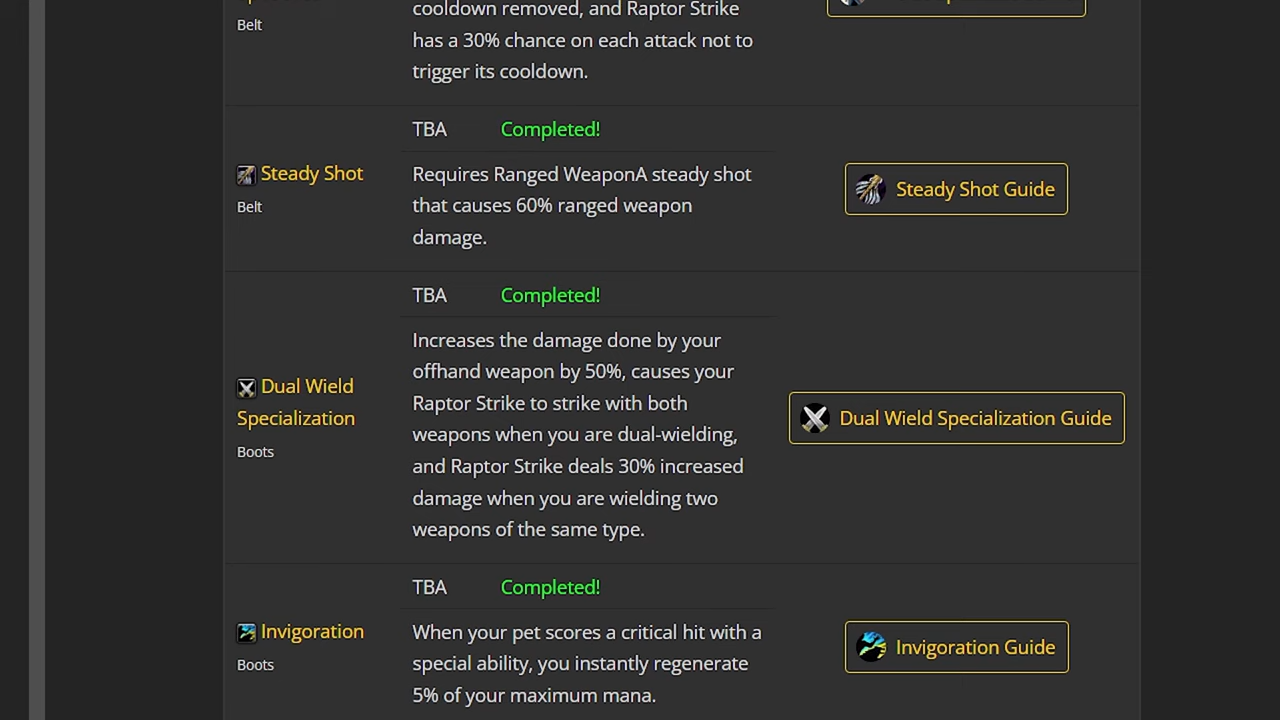 cooldown removed, and Raptor Strike
Belt
has a 30% chance on each attack not to
trigger its cooldown.
TBA Completed!
Steady Shot
Belt
Requires Ranged WeaponA steady shot
that causes 60% ranged weapon
damage.
Steady Shot Guide
TBA Completed!
Dual Wield
Specialization
Boots
Increases the damage done by your
offhand weapon by 50%, causes your
Raptor Strike to strike with both
weapons when you are dual-wielding,
and Raptor Strike deals 30% increased
damage when you are wielding two
weapons of the same type.
Dual Wield Specialization Guide
TBA Completed!
Invigoration
Boots
When your pet scores a critical hit with a
special ability, you instantly regenerate
5% of your maximum mana.
Invigoration Guide